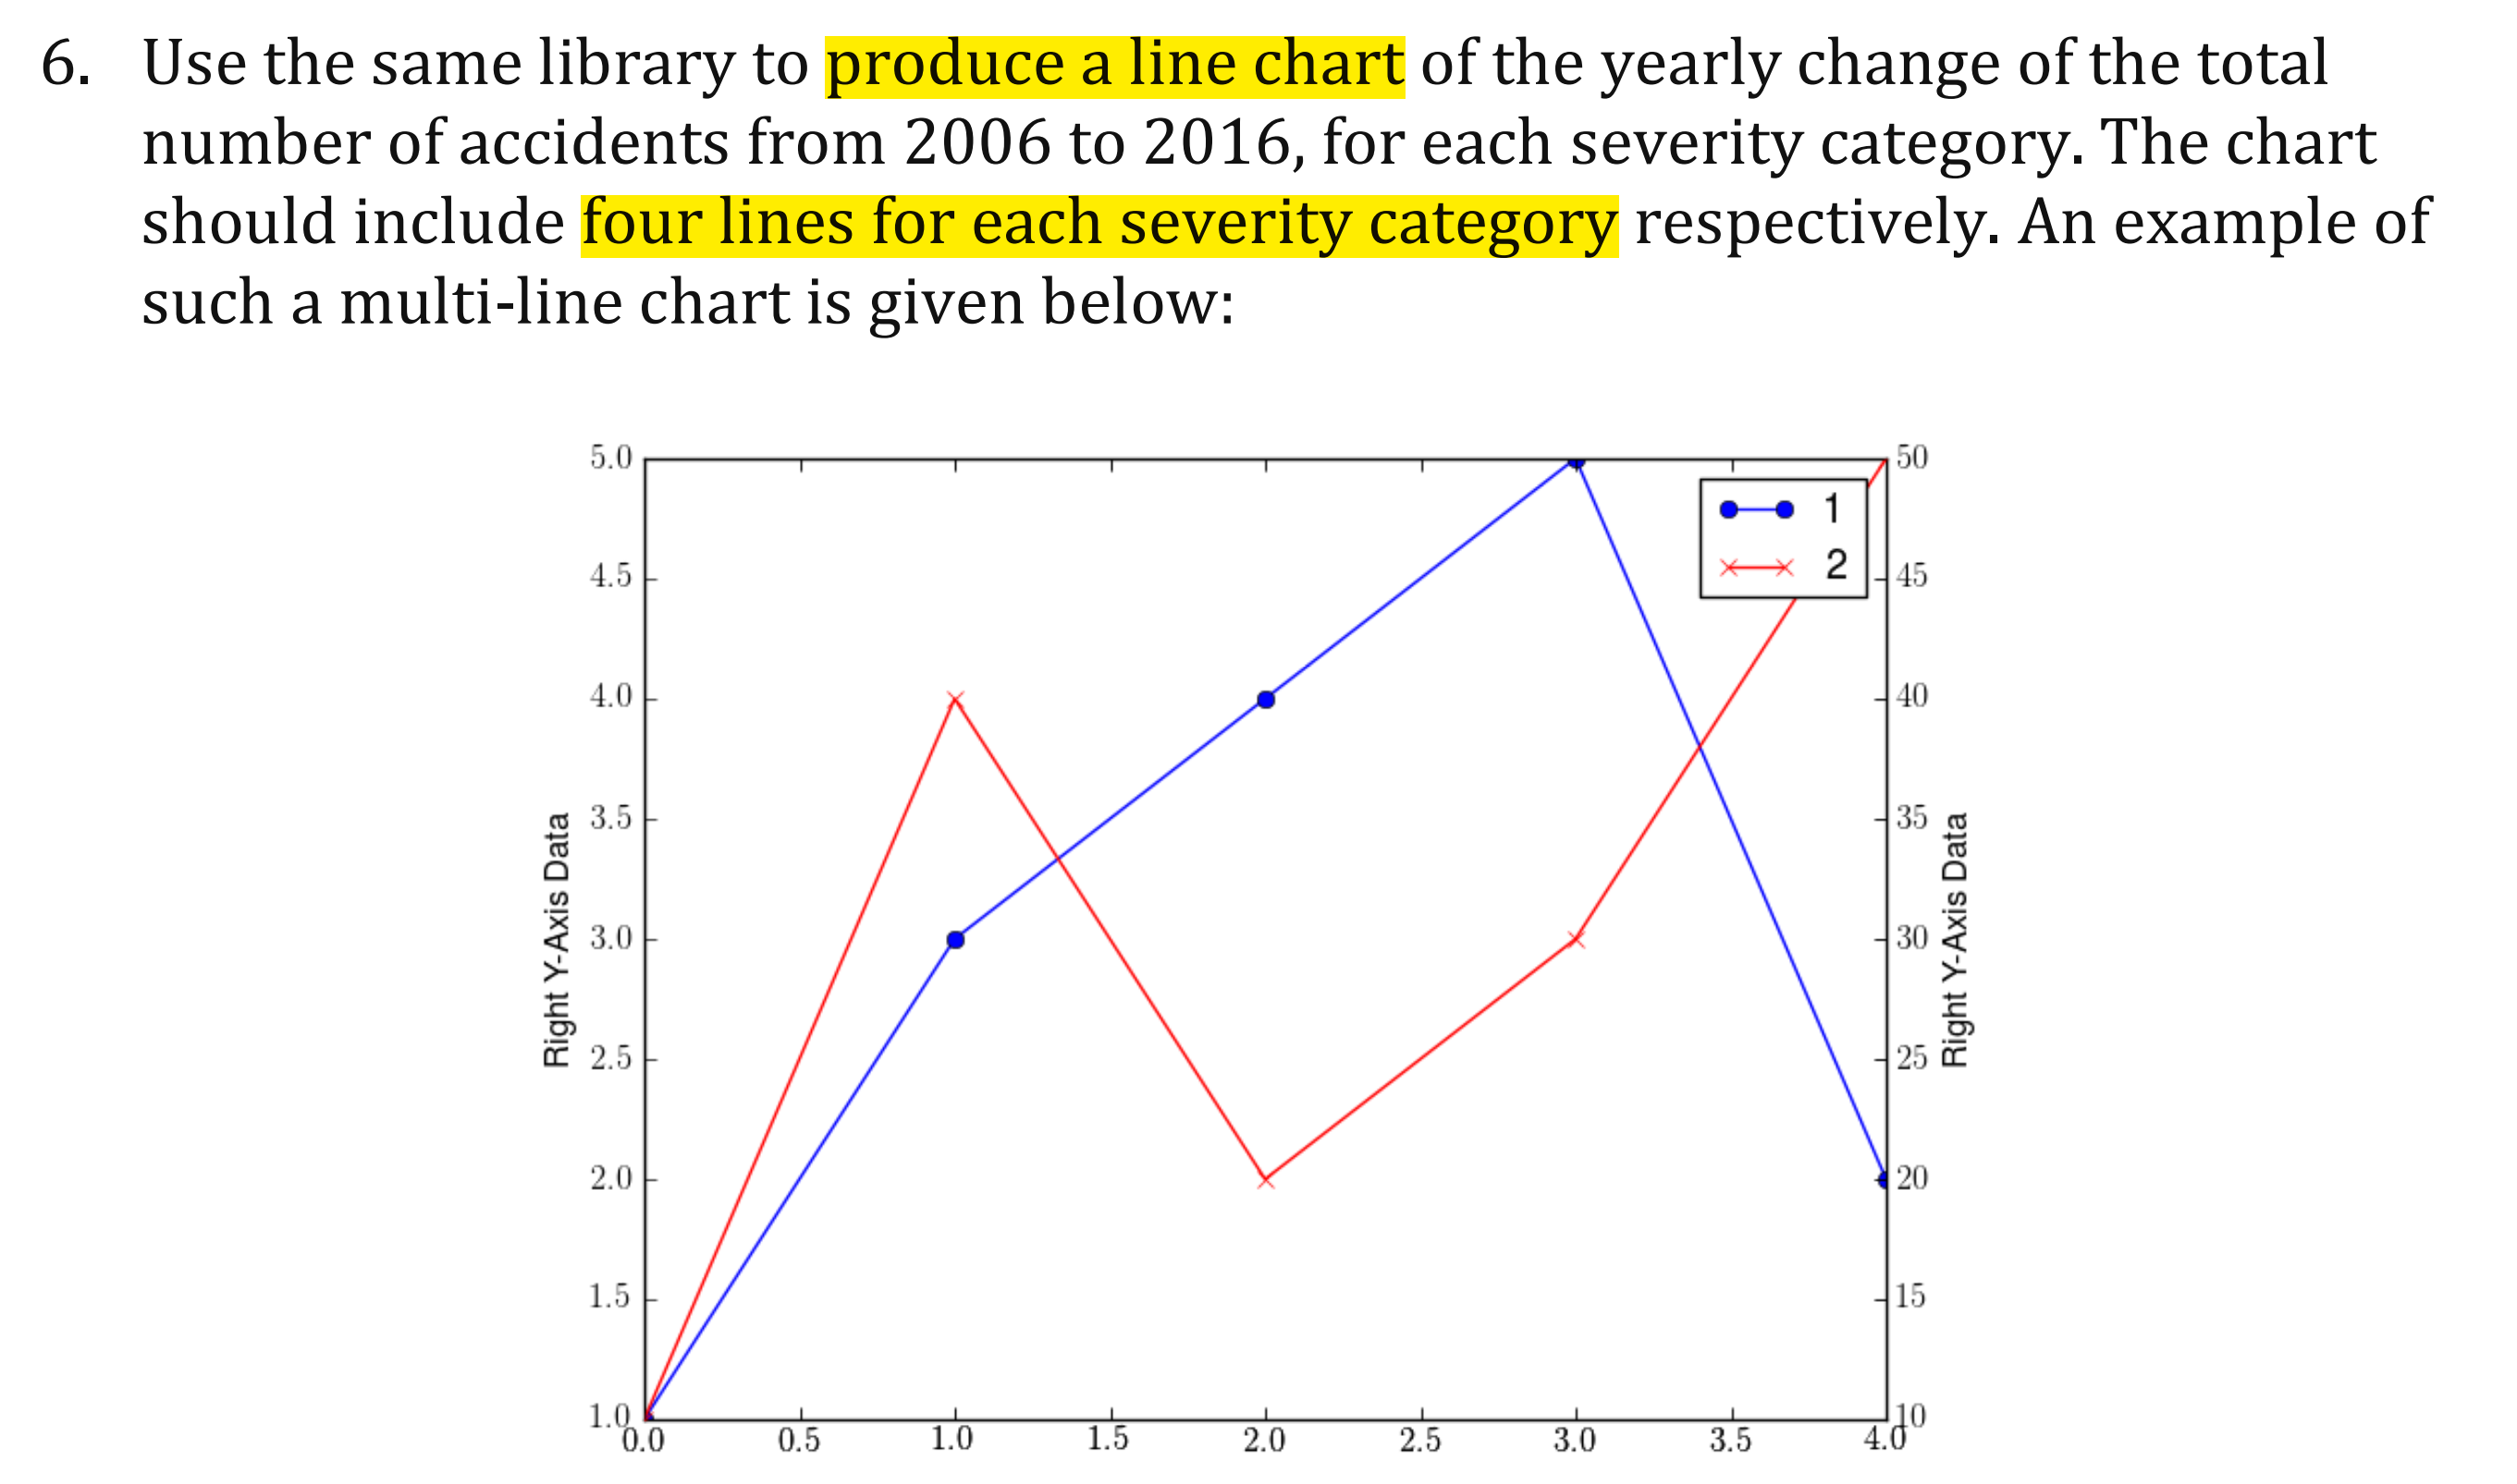 6. Use the same library to produce a line chart of the yearly change of the total
number of accidents from 2006 to 2016, for each severity category. The chart
should include four lines for each severity category respectively. An example of
such a multi-line chart is given below:
5.0
4.5
4.0
3.5
3.0
2.5
2.0
1.5
1.0
Right Y-Axis Data
1
2
50
45
40
35
30
25
20
15
10
Right Y-Axis Data
0.0 0.5 1.0 1.5 2.0 2.5 3.0 3.5 4.0